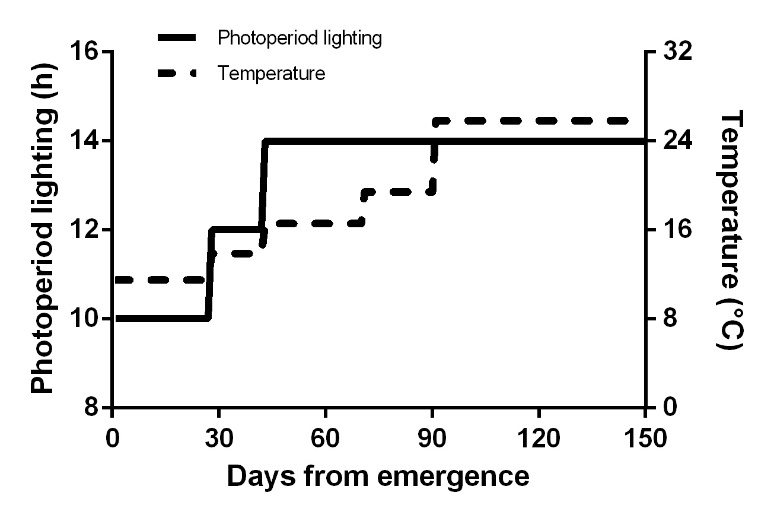 Photoperiod lighting
Temperature
Photoperiod lighting (h)
16
14
12
10
8
32
24
16
8
0
Temperature (°C)
0 30 60 90 120 150
Days from emergence